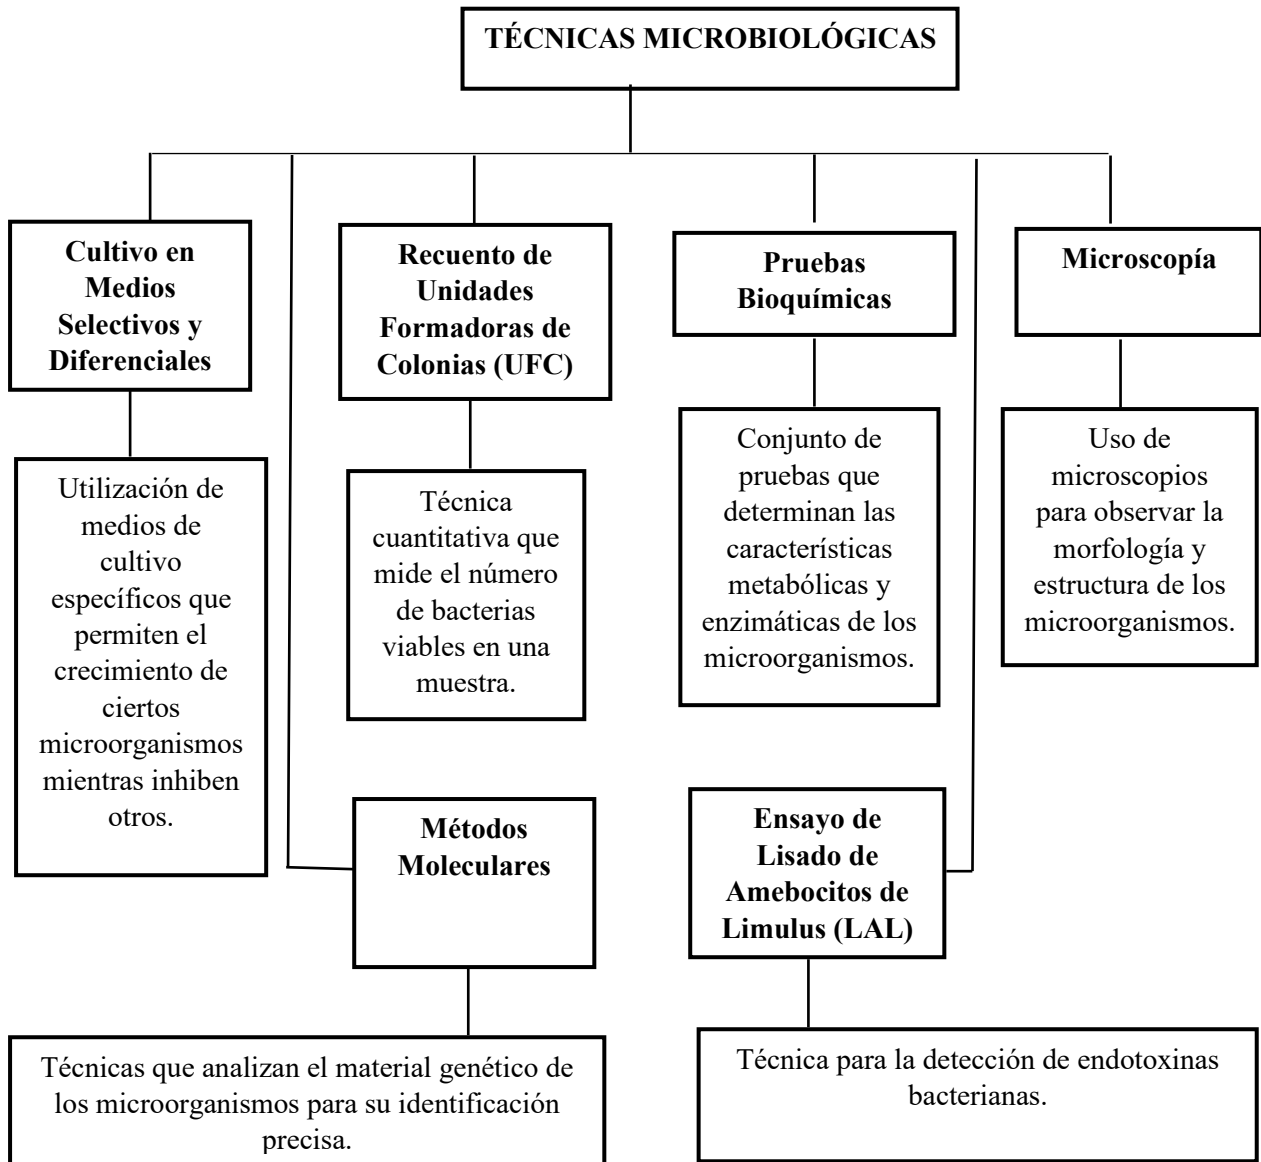 TÉCNICAS MICROBIOLÓGICAS
Cultivo en
Medios
Selectivos y
Diferenciales
Recuento de
Unidades
Formadoras de
Colonias (UFC)
Pruebas
Bioquímicas
Microscopía
Utilización de
medios de
cultivo
específicos que
permiten el
crecimiento de
ciertos
microorganismos
mientras inhiben
otros.
Técnica
cuantitativa que
mide el número
de bacterias
viables en una
muestra.
Conjunto de
pruebas que
determinan las
características
metabólicas y
enzimáticas de los
microorganismos.
Uso de
microscopios
para observar la
morfología y
estructura de los
microorganismos.
Métodos
Moleculares
Ensayo de
Lisado de
Amebocitos de
Limulus (LAL)
Técnicas que analizan el material genético de
los microorganismos para su identificación
precisa.
Técnica para la detección de endotoxinas
bacterianas.